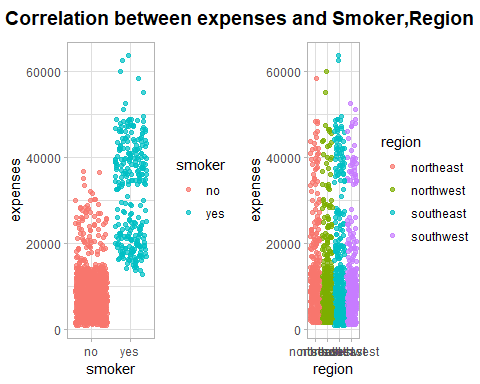 Correlation between expenses and Smoker,Region
expenses
60000
40000
20000
0
no
yes
smoker
smoker
no
yes
expenses
60000
40000
20000
0
region
region
northeast
northwest
southeast
southwest